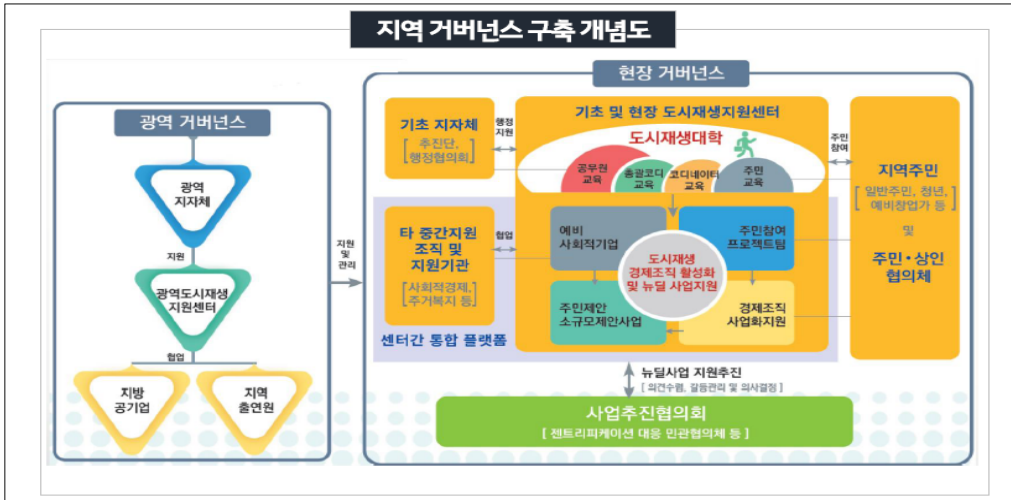 지역 거버넌스 구축 개념도
광역 거버넌스
광역
지자체
지원
광역도시재생
지원센터
협업
지방
공기업
지역
출연원
지원
및
관리
현장 거버넌스
기초 지자체
[추진단,
행정협의회]
행정
지원
타 중간지원
조직 및
지원기관
[사회적경제,
주거복지 등]
협업
센터간 통합 플랫폼
기초 및 현장 도시재생지원센터
도시재생대학
공무원
교육
총괄코디
교육
코디네이터
교육
주민
교육
예비
사회적기업
주민참여
프로젝트팀
도시재생
경제조직 활성화
및 뉴딜 사업지원
주민제안
소규모제안사업
경제조직
사업화지원
주민
참여
지역주민
[일반주민, 청년,
예비창업가 등]
및
주민·상인
협의체
뉴딜사업 지원추진
[ 의견수렴, 갈등관리 및 의사결정 ]
사업추진협의회
[ 젠트리피케이션 대응 민관협의체 등 ]